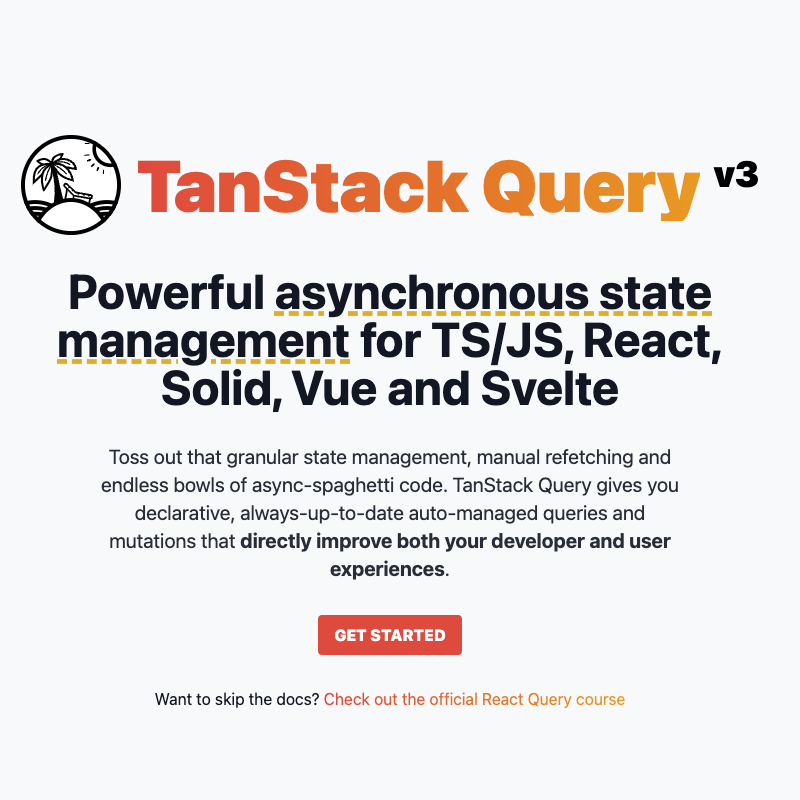 TanStack Query v3
Powerful asynchronous state
management for TS/JS, React,
Solid, Vue and Svelte
Toss out that granular state management, manual refetching and
endless bowls of async-spaghetti code. TanStack Query gives you
declarative, always-up-to-date auto-managed queries and
mutations that directly improve both your developer and user
experiences.
GET STARTED
Want to skip the docs? Check out the official React Query course